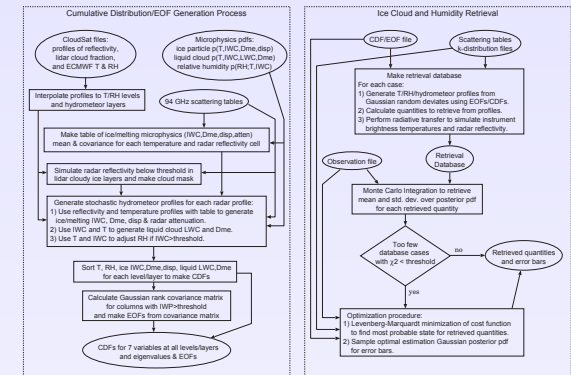 Cumulative Distribution/EOF Generation Process
CloudSat files:
profiles of reflectivity,
lidar cloud fraction,
and ECMWF T & RH
Microphysics pdfs:
ice particle p(T,IWC,Dme,disp)
liquid cloud p(T,IWC,LWC,Dme)
relative humidity p(RH;T,IWC)
Interpolate profiles to T/RH levels
and hydrometeor layers
94 GHz scattering tables
Make table of ice/melting microphysics (IWC,Dme,disp,atten)
mean & covariance for each temperature and radar reflectivity cell
Simulate radar reflectivity below threshold in
lidar cloudy ice layers and make cloud mask
Generate stochastic hydrometeor profiles for each radar profile:
1) Use reflectivity and temperature profiles with table to generate
ice/melting IWC, Dme, disp & radar attenuation.
2) Use IWC and T to generate liquid cloud LWC and Dme.
3) Use T and IWC to adjust RH if IWC>threshold.
Sort T, RH, ice IWC,Dme,disp, liquid LWC,Dme
for each level/layer to make CDFs
Calculate Gaussian rank covariance matrix
for columns with IWP>threshold
and make EOFs from covariance matrix
CDFs for 7 variables at all levels/layers
and eigenvalues & EOFs
Ice Cloud and Humidity Retrieval
CDF/EOF file
Scattering tables
k-distribution files
Make retrieval database
For each case:
1) Generate T/RH/hydrometeor profiles from
Gaussian random deviates using EOFs/CDFs.
2) Calculate quantities to retrieve from profiles.
3) Perform radiative transfer to simulate instrument
brightness temperatures and radar reflectivity.
Observation file
Retrieval
Database
Monte Carlo Integration to retrieve
mean and std. dev. over posterior pdf
for each retrieved quantity
Too few
database cases
with χ2 < threshold
no
Retrieved quantities
and error bars
yes
Optimization procedure:
1) Levenberg-Marquardt minimization of cost function
to find most probable state for retrieved quantities.
2) Sample optimal estimation Gaussian posterior pdf
for error bars.